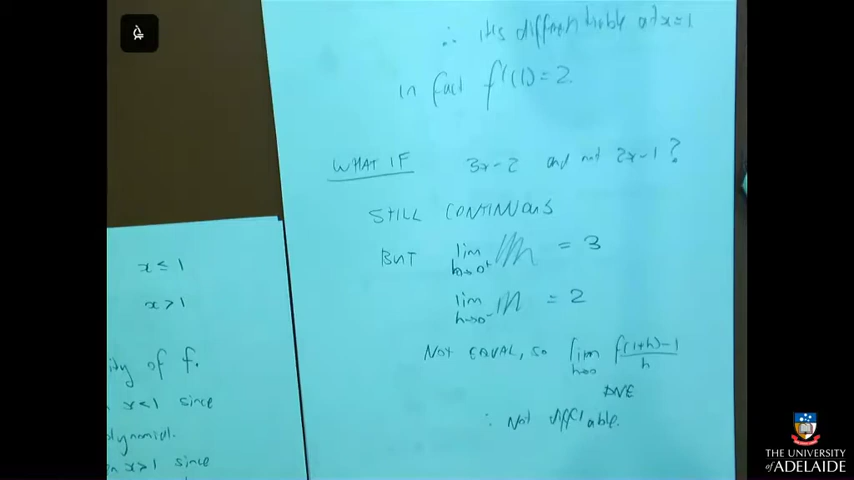 ∴ it is differentiable at x=1.
In fact f'(1) = 2.
WHAT IF 3x-2 and not 2x-1 ?
STILL CONTINUOUS
BUT lim h→0⁺ = 3
lim h→0⁻ = 2
NOT EQUAL, so lim h→0 f(1+h)-1 / h
DNE
∴ Not diff'able.
x ≤ 1
x > 1
of f.
x<1 since
x>1 since
THE UNIVERSITY
of ADELAIDE